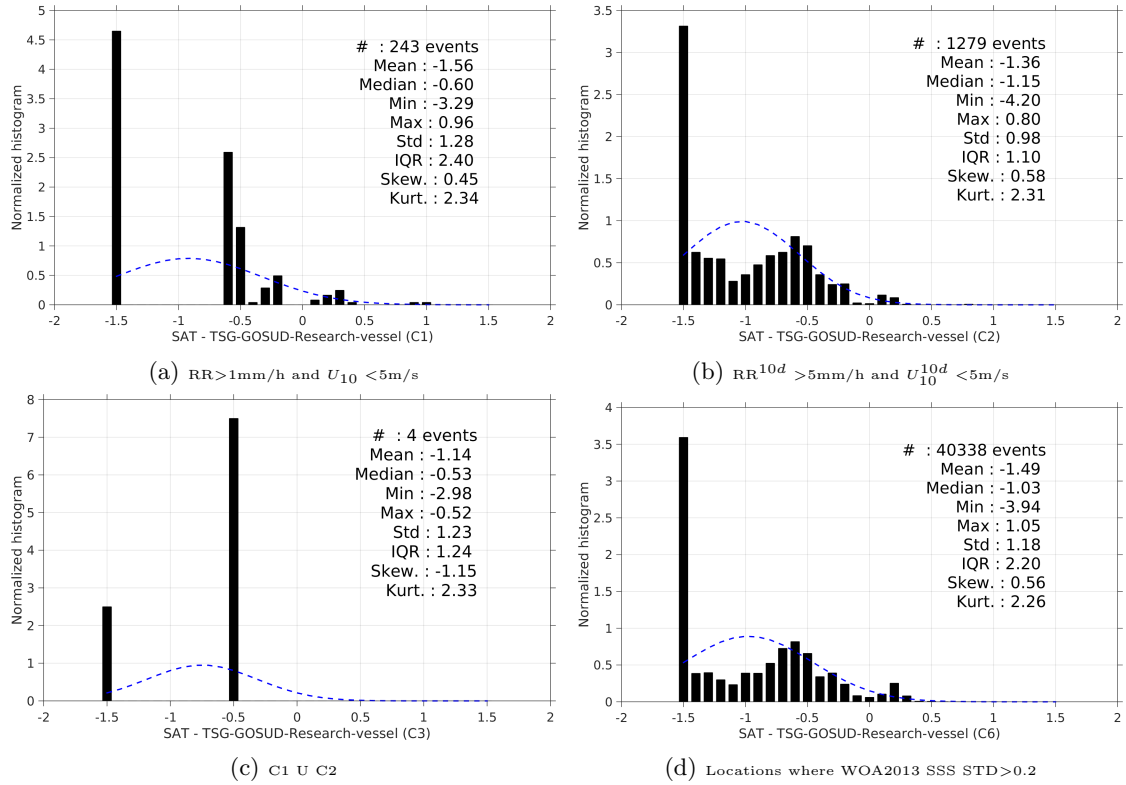 5
4.5
4
3.5
3
2.5
2
1.5
1
0.5
0
Normalized histogram
# : 243 events
Mean : -1.56
Median : -0.60
Min : -3.29
Max : 0.96
Std : 1.28
IQR : 2.40
Skew. : 0.45
Kurt. : 2.34
-2 -1.5 -1 -0.5 0 0.5 1 1.5 2
SAT - TSG-GOSUD-Research-vessel (C1)
(a) RR>1mm/h and U10 <5m/s
3.5
3
2.5
2
1.5
1
0.5
0
Normalized histogram
# : 1279 events
Mean : -1.36
Median : -1.15
Min : -4.20
Max : 0.80
Std : 0.98
IQR : 1.10
Skew. : 0.58
Kurt. : 2.31
-2 -1.5 -1 -0.5 0 0.5 1 1.5 2
SAT - TSG-GOSUD-Research-vessel (C2)
(b) RR10d >5mm/h and U10d10 <5m/s
8
7
6
5
4
3
2
1
0
Normalized histogram
# : 4 events
Mean : -1.14
Median : -0.53
Min : -2.98
Max : -0.52
Std : 1.23
IQR : 1.24
Skew. : -1.15
Kurt. : 2.33
-2 -1.5 -1 -0.5 0 0.5 1 1.5 2
SAT - TSG-GOSUD-Research-vessel (C3)
(c) C1 U C2
4
3.5
3
2.5
2
1.5
1
0.5
0
Normalized histogram
# : 40338 events
Mean : -1.49
Median : -1.03
Min : -3.94
Max : 1.05
Std : 1.18
IQR : 2.20
Skew. : 0.56
Kurt. : 2.26
-2 -1.5 -1 -0.5 0 0.5 1 1.5 2
SAT - TSG-GOSUD-Research-vessel (C6)
(d) Locations where WOA2013 SSS STD>0.2